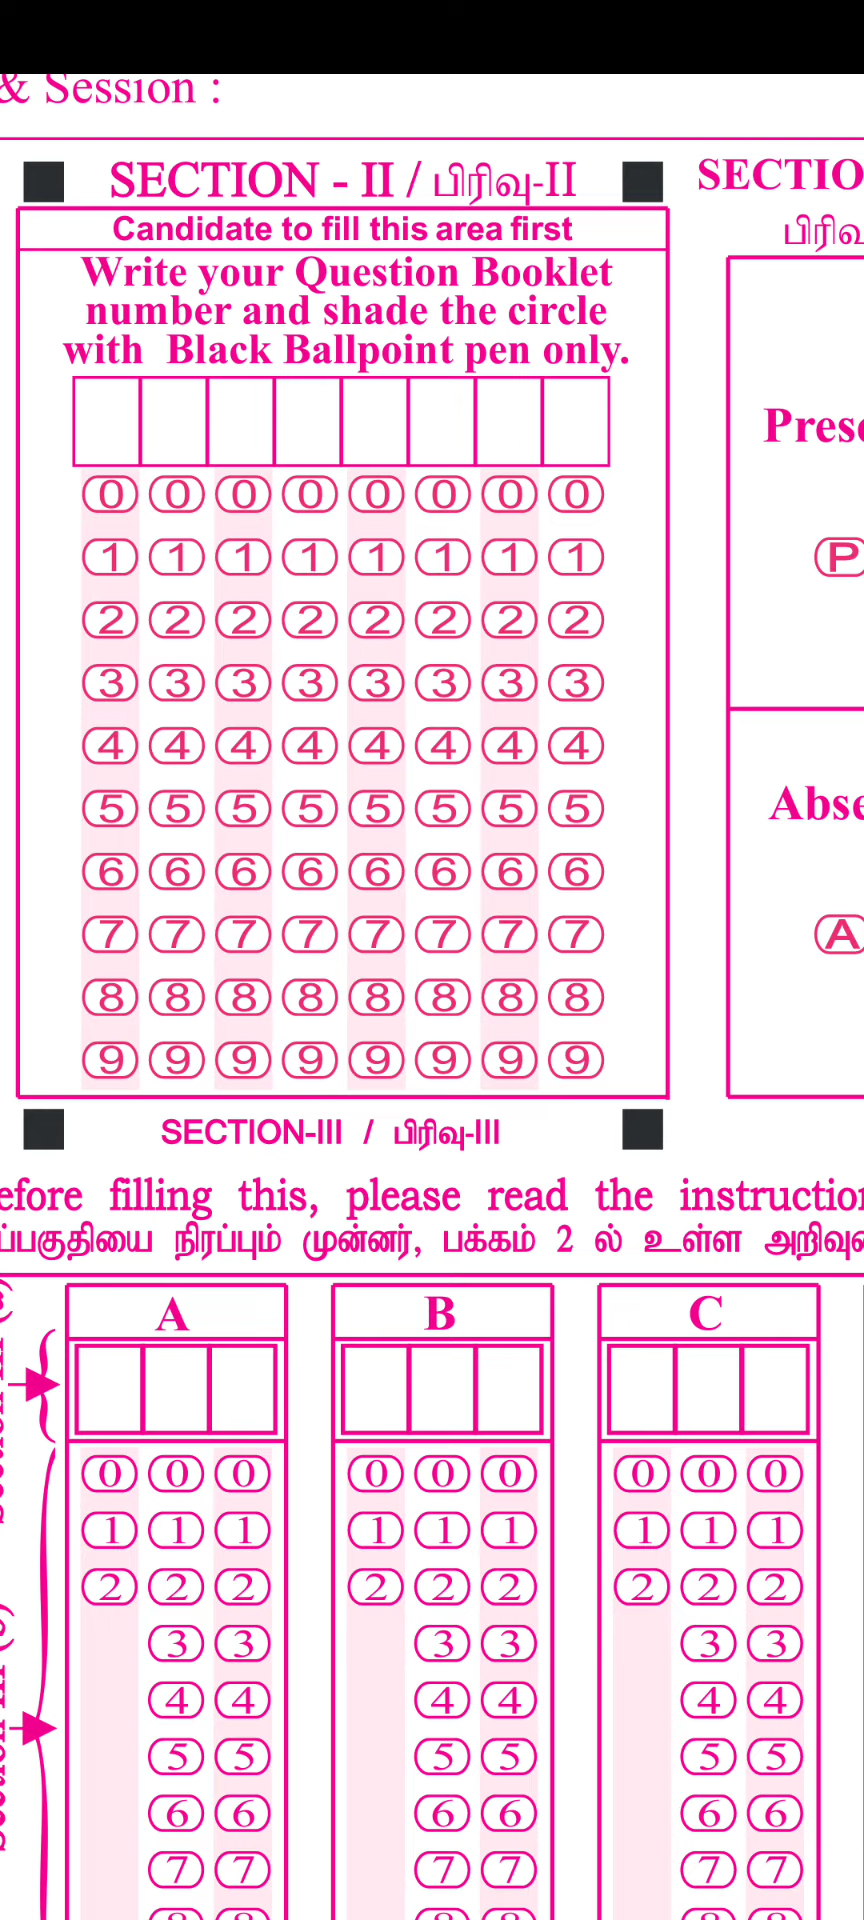 & Session :
SECTION - II / பிரிவு-II
Candidate to fill this area first
Write your Question Booklet
number and shade the circle
with Black Ballpoint pen only.
0 0 0 0 0 0 0 0
1 1 1 1 1 1 1 1
2 2 2 2 2 2 2 2
3 3 3 3 3 3 3 3
4 4 4 4 4 4 4 4
5 5 5 5 5 5 5 5
6 6 6 6 6 6 6 6
7 7 7 7 7 7 7 7
8 8 8 8 8 8 8 8
9 9 9 9 9 9 9 9
P
A
SECTION-III / பிரிவு-III
filling this, please read the
நிரப்பும் முன்னர், பக்கம் 2 ல் உள்ள
A B C
0 0 0 0 0 0 0 0 0
1 1 1 1 1 1 1 1 1
2 2 2 2 2 2 2 2 2
3 3 3 3 3 3
4 4 4 4 4 4
5 5 5 5 5 5
6 6 6 6 6 6
7 7 7 7 7 7